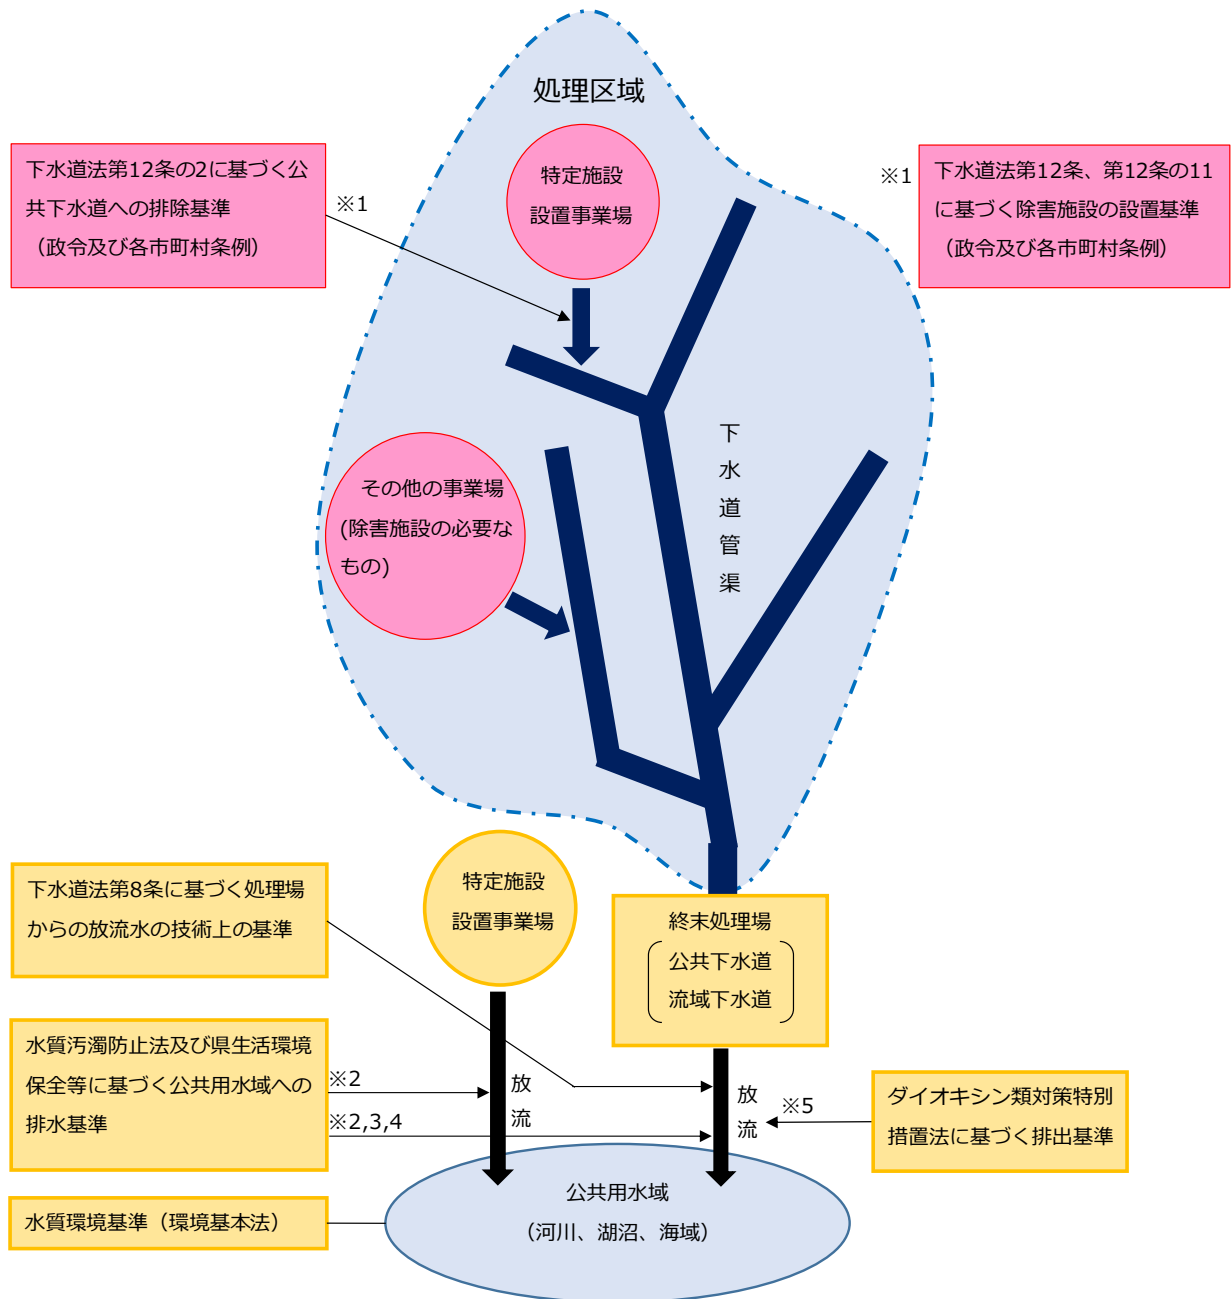 処理区域
下水道法第12条の2に基づく公
共下水道への排除基準
（政令及び各市町村条例）
※1
特定施設
設置事業場
※1
下水道法第12条、第12条の11
に基づく除害施設の設置基準
（政令及び各市町村条例）
下水道管渠
その他の事業場
(除害施設の必要な
もの)
下水道法第8条に基づく処理場
からの放流水の技術上の基準
特定施設
設置事業場
終末処理場
公共下水道
流域下水道
水質汚濁防止法及び県生活環境
保全等に基づく公共用水域への
排水基準
※2
※2,3,4
放流
放流
※5
ダイオキシン類対策特別
措置法に基づく排出基準
水質環境基準（環境基本法）
公共用水域
（河川、湖沼、海域）